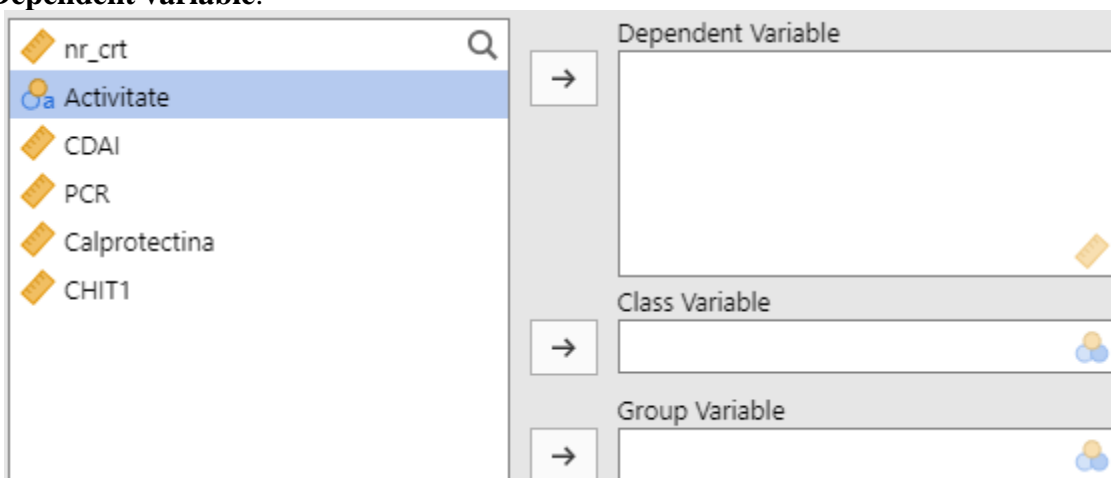 Dependent variable.
nr_crt
Dependent Variable
a Activitate
CDAI
PCR
Calprotectina
CHIT1
Class Variable
Group Variable